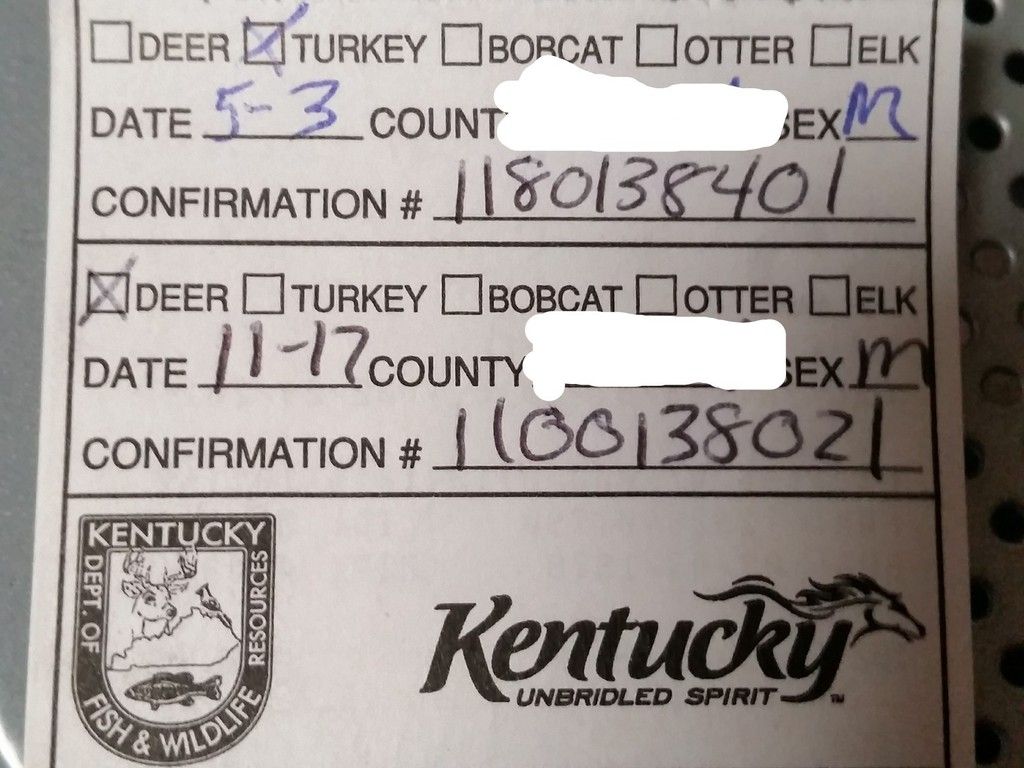 ☐ DEER ☒ TURKEY ☐ BOBCAT ☐ OTTER ☐ ELK
DATE 5-3 COUNT SEX M
CONFIRMATION # 1180138401
☒ DEER ☐ TURKEY ☐ BOBCAT ☐ OTTER ☐ ELK
DATE 11-17 COUNTY SEX M
CONFIRMATION # 1100138021
KENTUCKY
DEPT. OF
FISH & WILDLIFE
RESOURCES
Kentucky
UNBRIDLED SPIRIT™